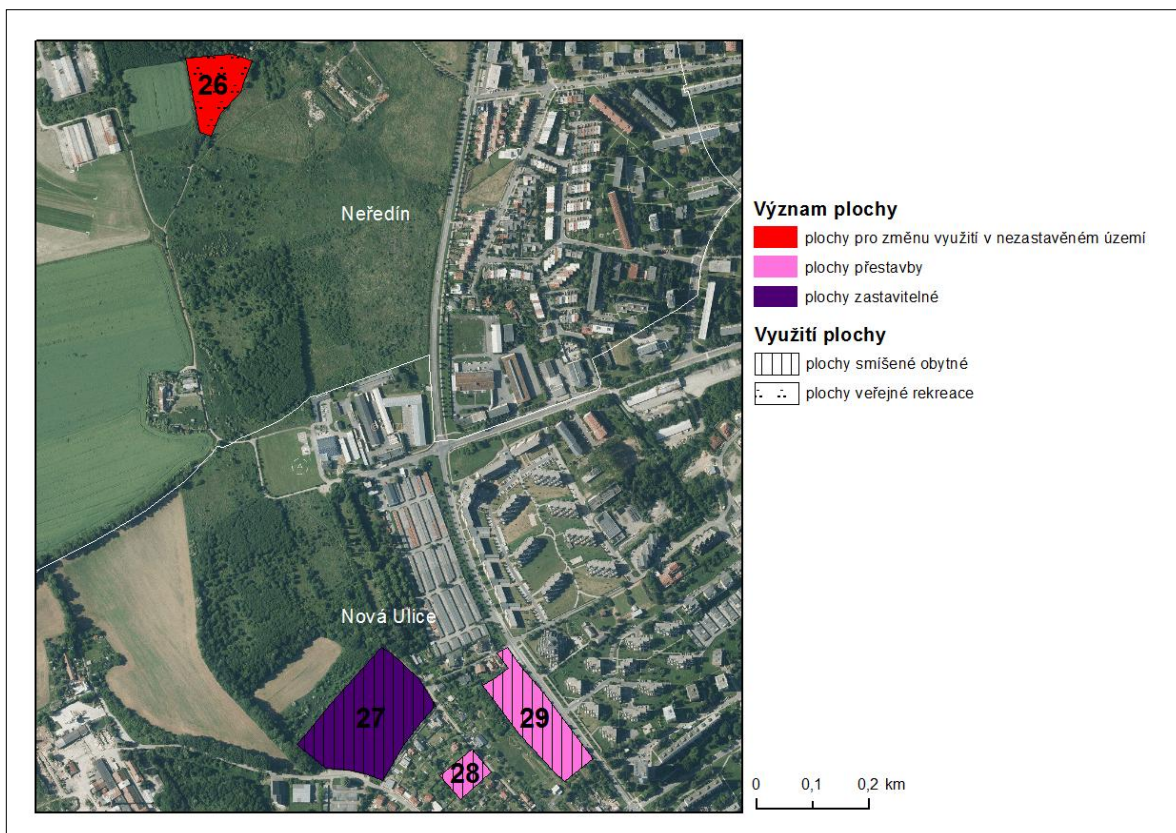 26
Neředín
Nová Ulice
27
28
29
Význam plochy
plochy pro změnu využití v nezastavěném území
plochy přestavby
plochy zastavitelné
Využití plochy
plochy smíšené obytné
plochy veřejné rekreace
0 0,1 0,2 km